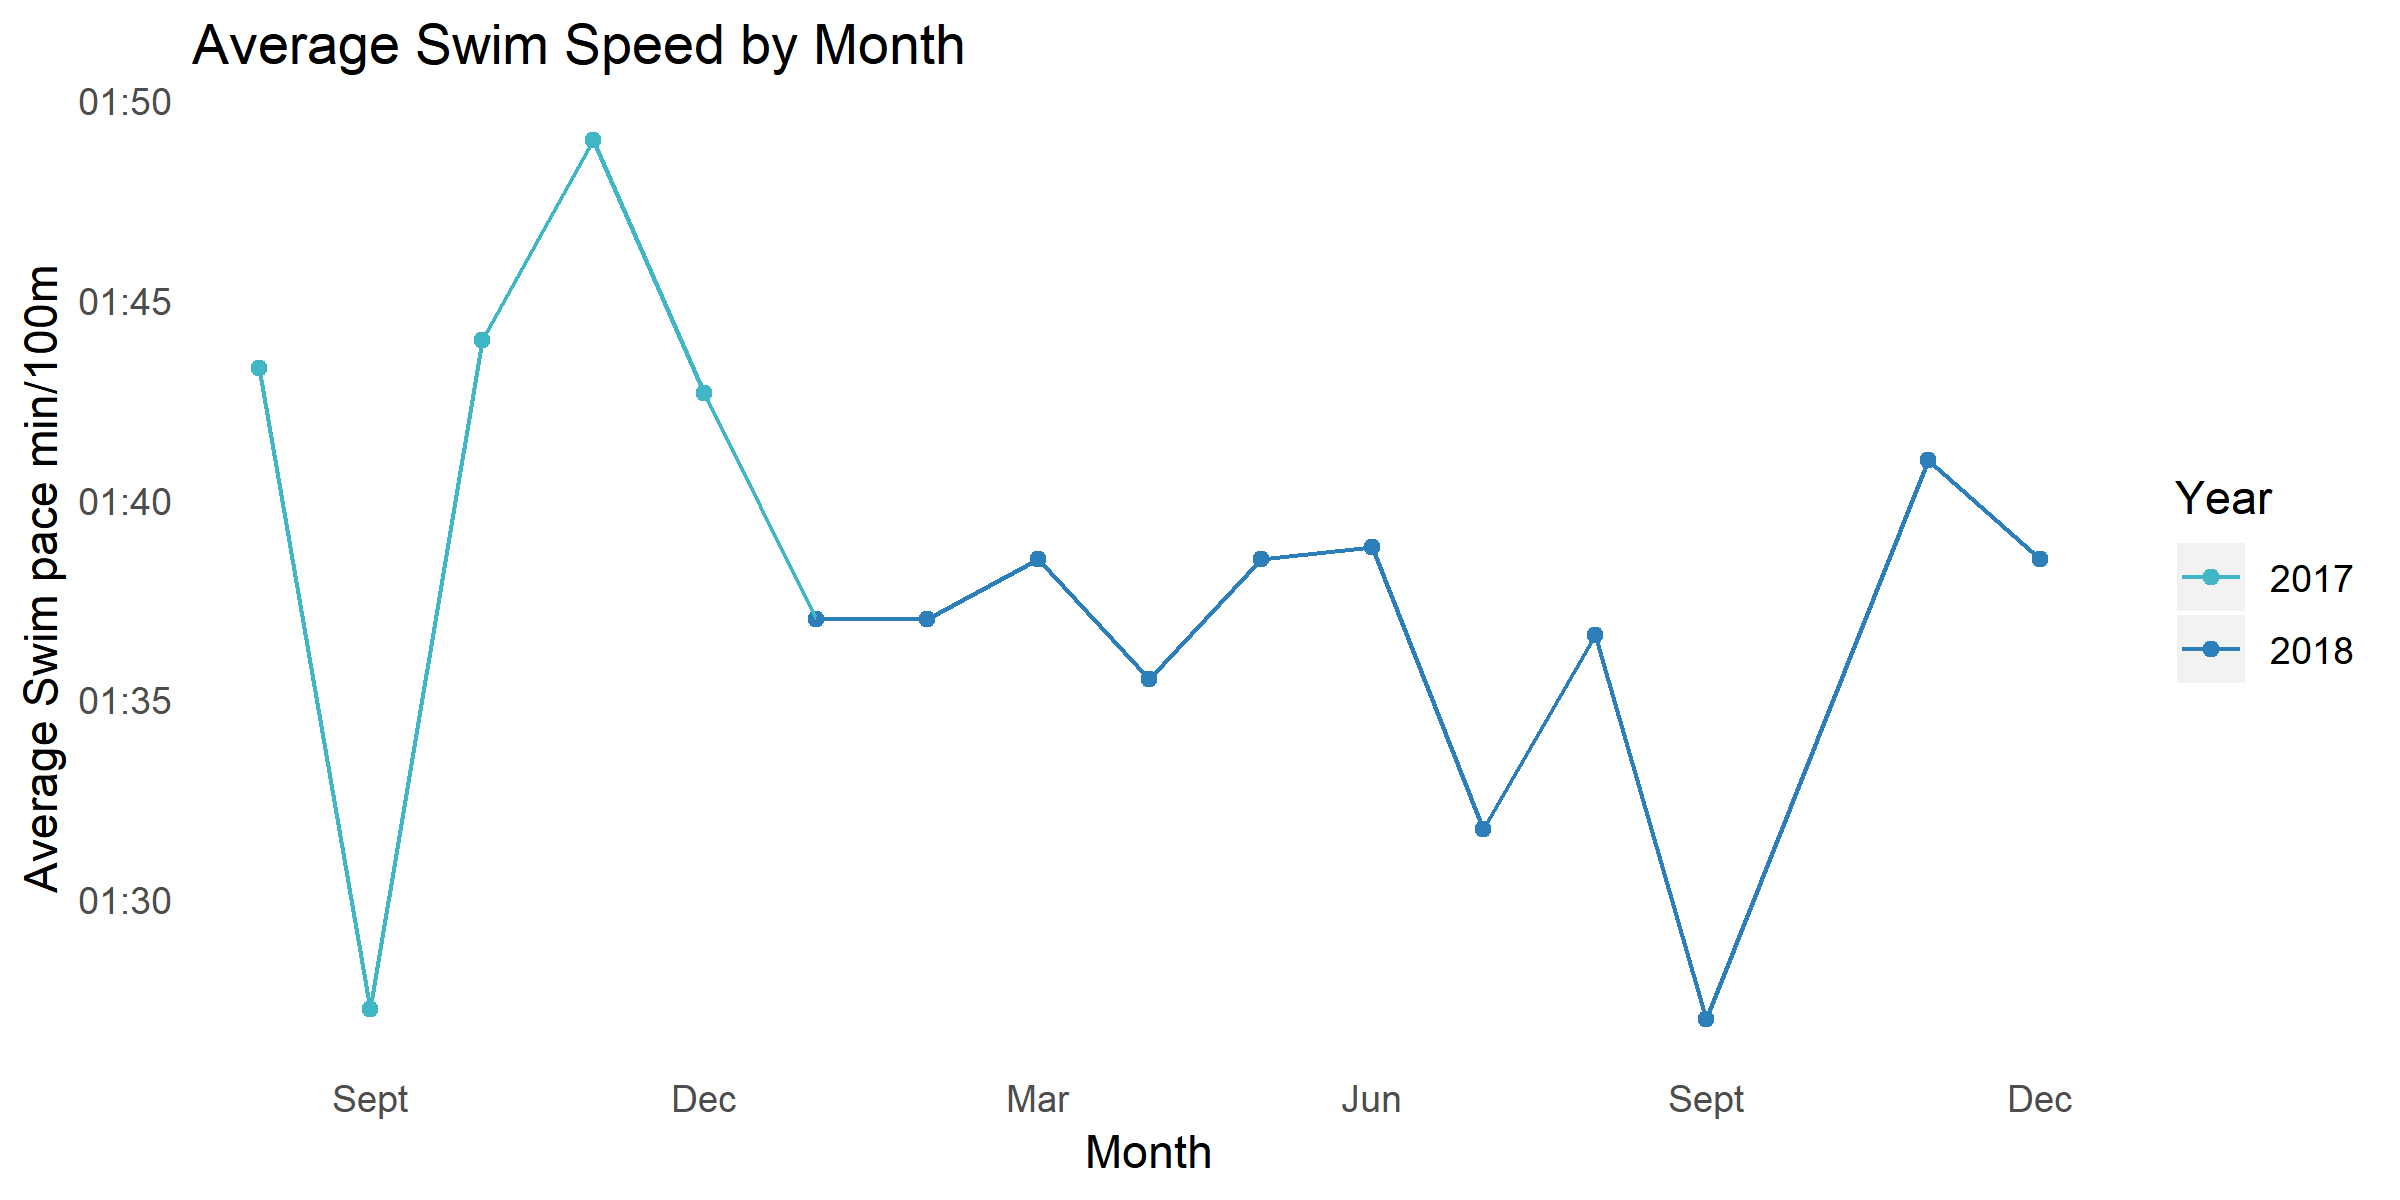 Average Swim Speed by Month
01:50
01:45
01:40
01:35
01:30
Average Swim pace min/100m
Sept Dec Mar Jun Sept Dec
Month
Year
2017
2018